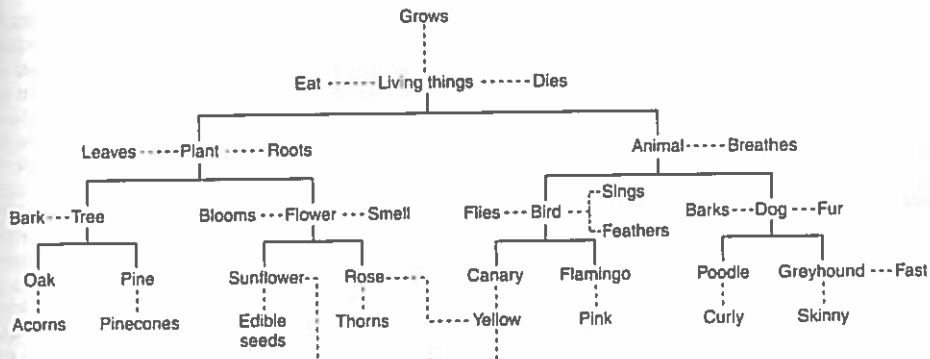 Grows
Eat Living things Dies
Leaves Plant Roots Animal Breathes
Sings
Bark Tree Blooms Flower Smell Flies Bird Barks Dog Fur
Feathers
Oak Pine Sunflower Rose Canary Flamingo Poodle Greyhound Fast
Acorns Pinecones Edible seeds Thorns Yellow Pink Curly Skinny